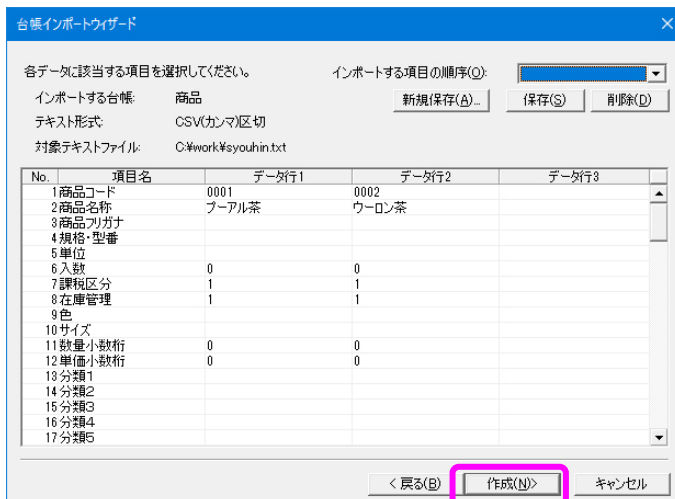 台帳インポートウィザード
各データに該当する項目を選択してください。 インポートする項目の順序(O):
インポートする台帳: 商品 新規保存(A)... 保存(S) 削除(D)
テキスト形式: CSV(カンマ)区切
対象テキストファイル: C:¥work¥syouhin.txt
No. 項目名 データ行1 データ行2 データ行3
1 商品コード 0001 0002
2 商品名称 プーアル茶 ウーロン茶
3 商品フリガナ
4 規格・型番
5 単位
6 入数 0 0
7 課税区分 1 1
8 在庫管理 1 1
9 色
10 サイズ
11 数量小数桁 0 0
12 単価小数桁 0 0
13 分類1
14 分類2
15 分類3
16 分類4
17 分類5
< 戻る(B) 作成(N)> キャンセル